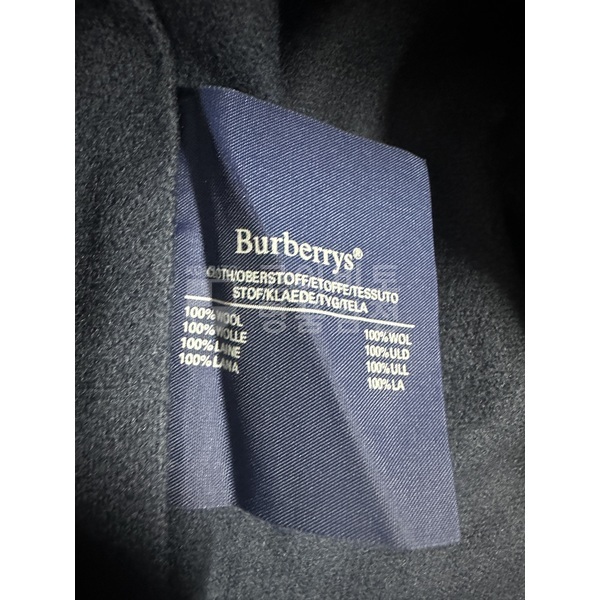 Burberrys®
CLOTH/OBERSTOFF/ETOFFE/TESSUTO
STOF/KLAEDE/TYG/TELA
100% WOOL
100% WOLLE
100% LAINE
100% LANA
100% WOL
100% ULD
100% ULL
100% LA